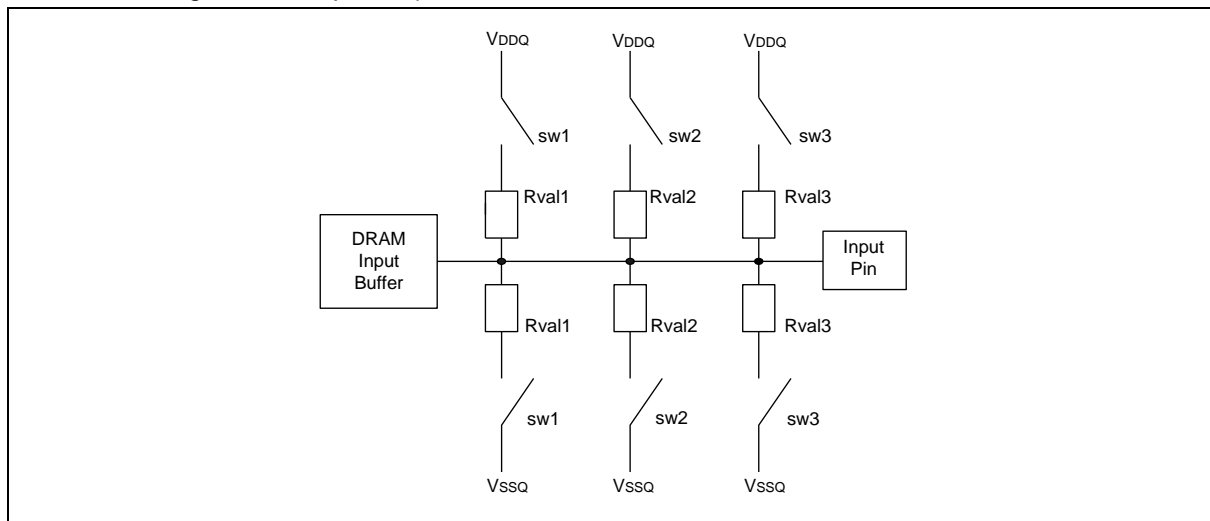 VDDQ VDDQ VDDQ
sw1 sw2 sw3
Rval1 Rval2 Rval3
DRAM
Input
Buffer
Input
Pin
Rval1 Rval2 Rval3
sw1 sw2 sw3
VSSQ VSSQ VSSQ